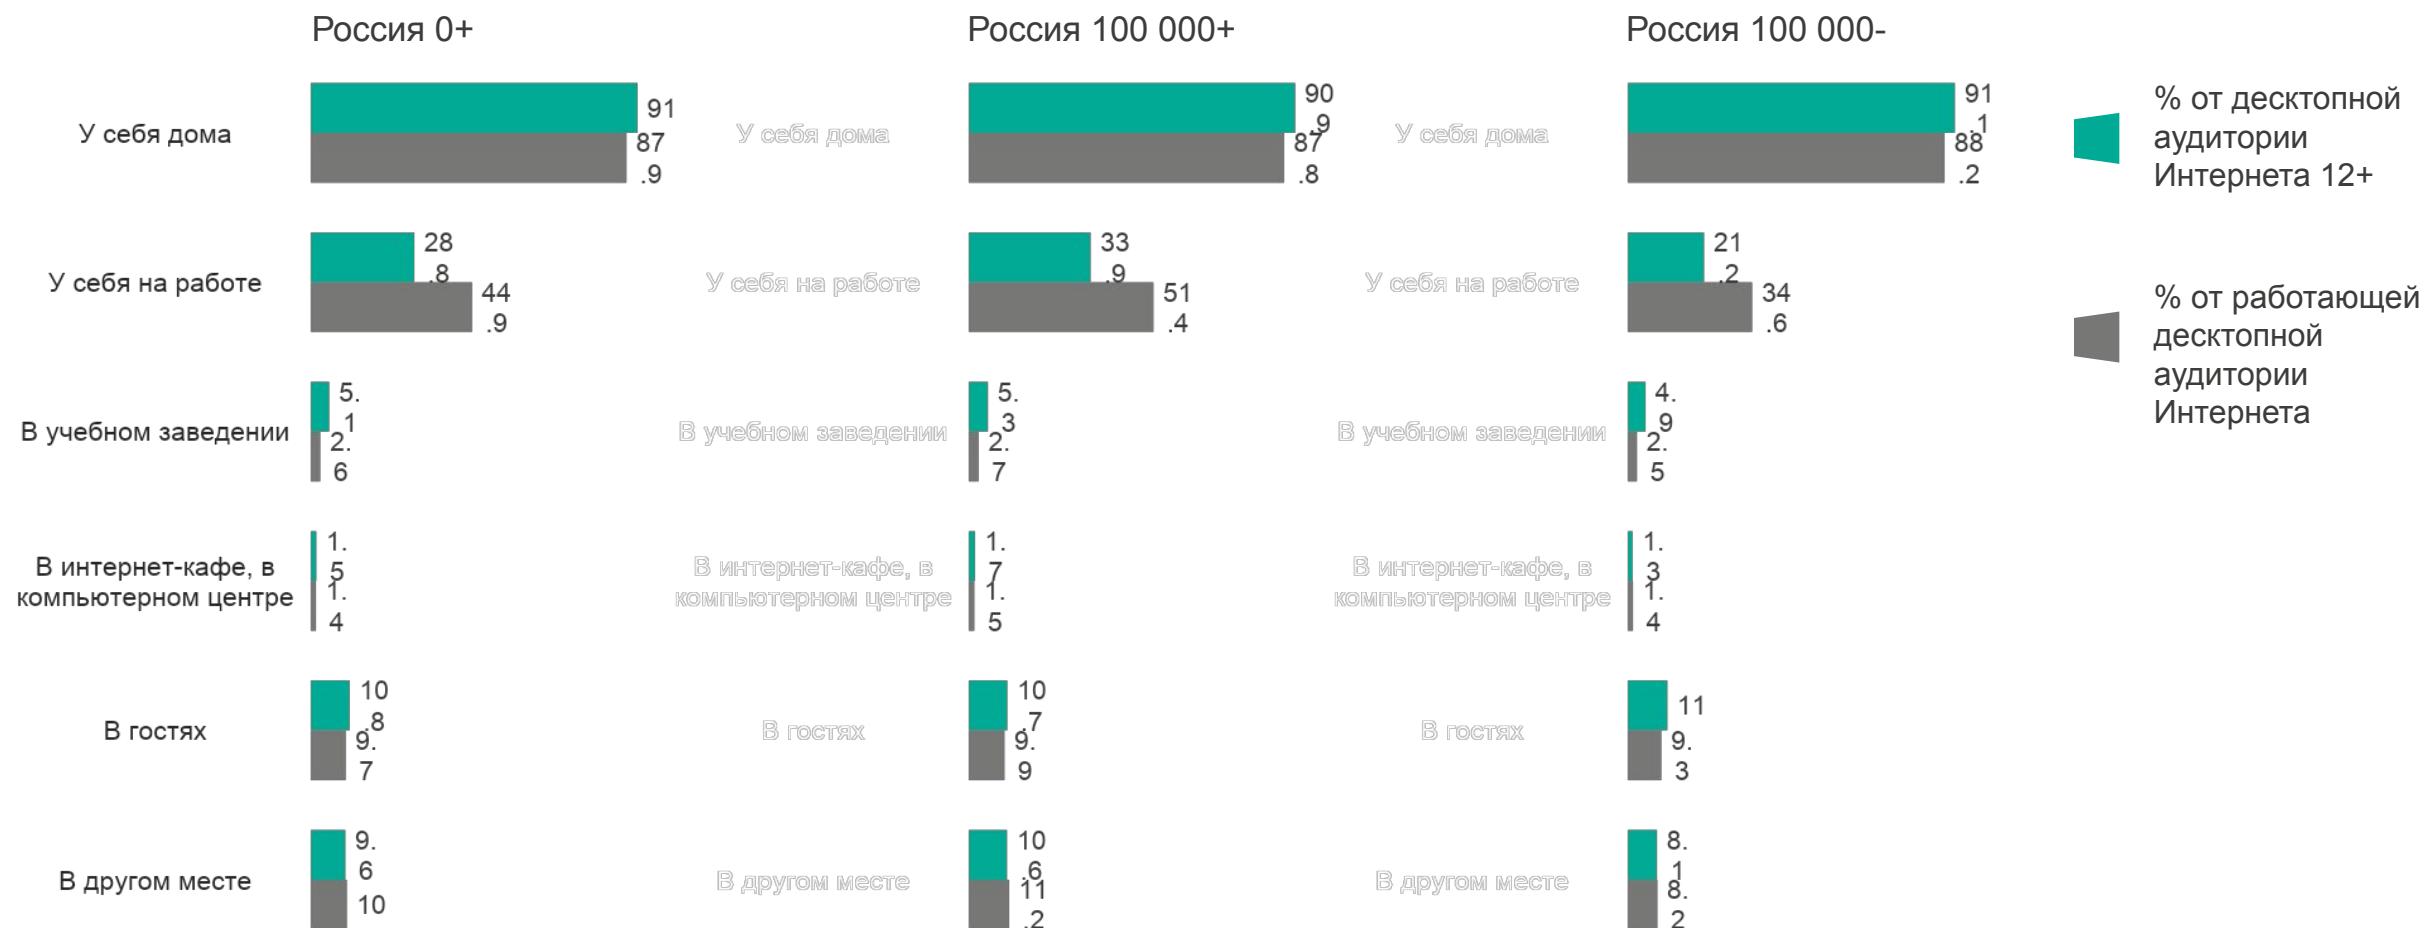 Россия 0+
Россия 100 000+
Россия 100 000-
У себя дома
91
87
.9
У себя дома
90
.9
87
.8
У себя дома
91
.1
88
.2
% от десктопной
аудитории
Интернета 12+
У себя на работе
28
.8
44
.9
У себя на работе
33
.9
51
.4
У себя на работе
21
.2
34
.6
% от работающей
десктопной
аудитории
Интернета
В учебном заведении
5.
1
2.
6
В учебном заведении
5.
3
2.
7
В учебном заведении
4.
9
2.
5
В интернет-кафе, в
компьютерном центре
1.
5
1.
4
В интернет-кафе, в
компьютерном центре
1.
7
1.
5
В интернет-кафе, в
компьютерном центре
1.
3
1.
4
В гостях
10
.8
9.
7
В гостях
10
.7
9.
9
В гостях
11
9.
3
В другом месте
9.
6
10
В другом месте
10
.6
11
.2
В другом месте
8.
1
8.
2